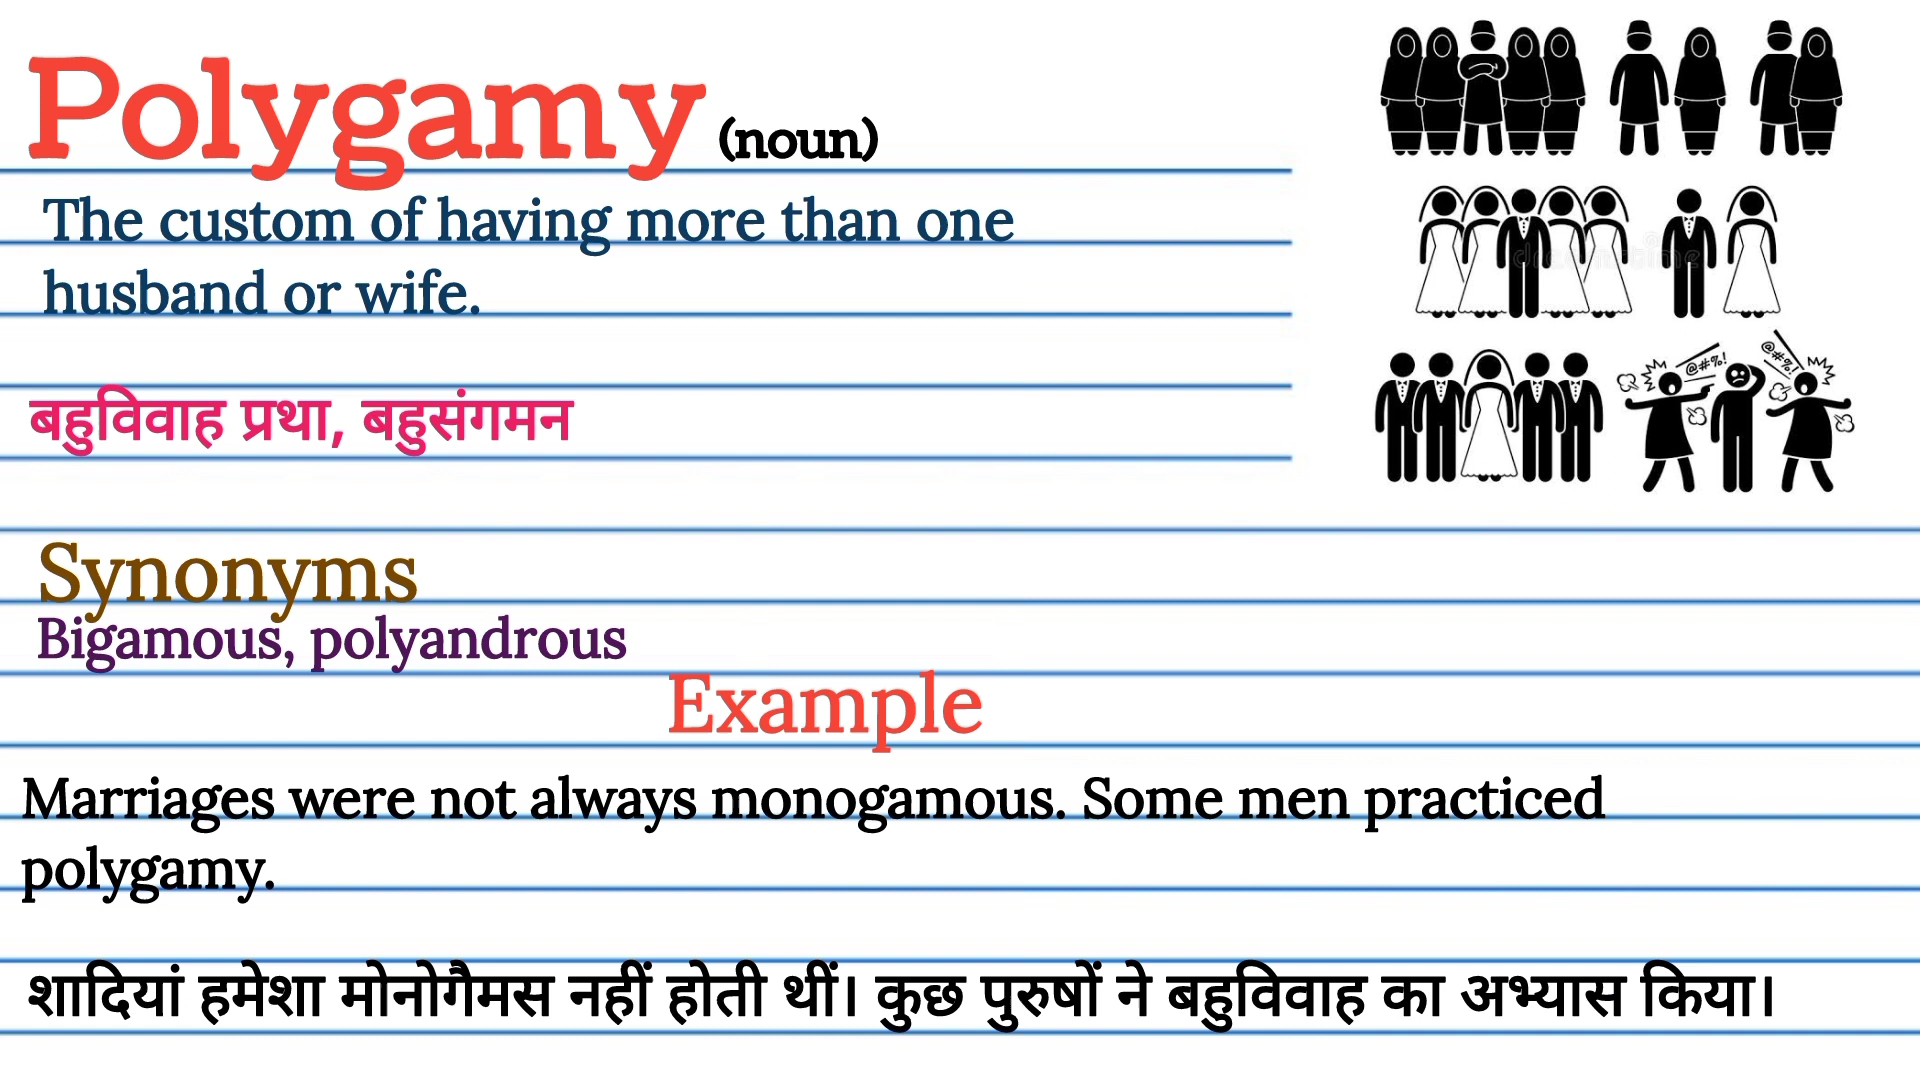 Polygamy (noun)
The custom of having more than one
husband or wife.
बहुविवाह प्रथा, बहुसंगमन
Synonyms
Bigamous, polyandrous
Example
Marriages were not always monogamous. Some men practiced
polygamy.
शादियां हमेशा मोनोगैमस नहीं होती थीं। कुछ पुरुषों ने बहुविवाह का अभ्यास किया।
@#%!
@#%!
dreamstime